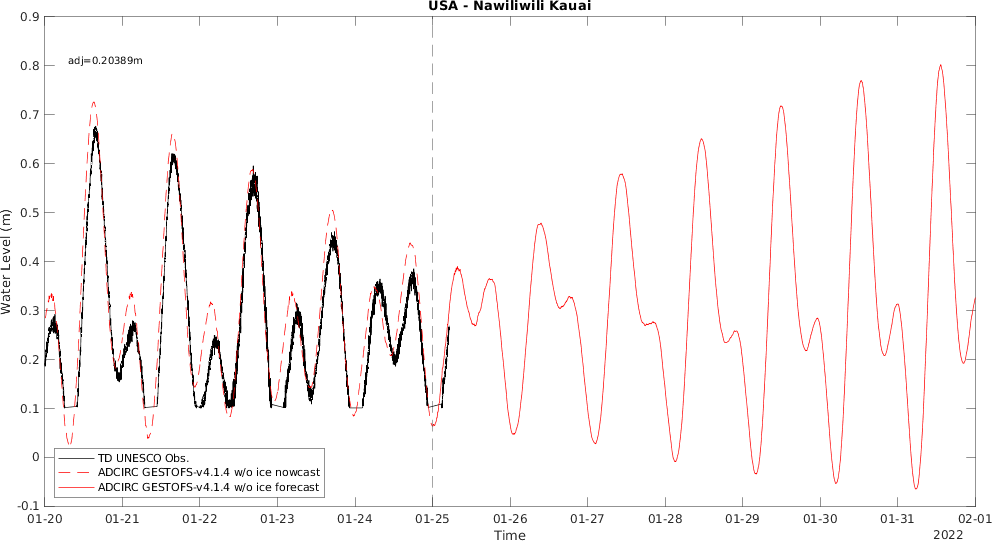 USA - Nawiliwili Kauai
0.9
adj=0.20389m
0.8
0.7
0.6
0.5
0.4
0.3
0.2
0.1
0
-0.1
Water Level (m)
TD UNESCO Obs.
ADCIRC GESTOFS-v4.1.4 w/o ice nowcast
ADCIRC GESTOFS-v4.1.4 w/o ice forecast
01-20 01-21 01-22 01-23 01-24 01-25 01-26 01-27 01-28 01-29 01-30 01-31 02-01
Time
2022